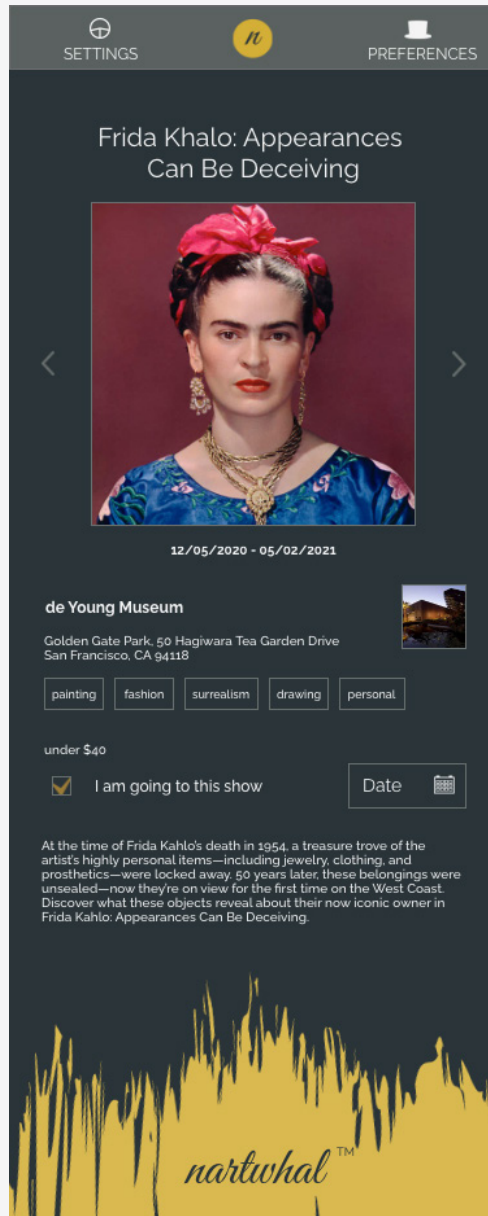 SETTINGS
n
PREFERENCES
Frida Khalo: Appearances
Can Be Deceiving
12/05/2020 - 05/02/2021
de Young Museum
Golden Gate Park, 50 Hagiwara Tea Garden Drive
San Francisco, CA 94118
painting
fashion
surrealism
drawing
personal
under $40
I am going to this show
Date
At the time of Frida Kahlo's death in 1954, a treasure trove of the
artist's highly personal items—including jewelry, clothing, and
prosthetics—were locked away. 50 years later, these belongings were
unsealed—now they're on view for the first time on the West Coast.
Discover what these objects reveal about their now iconic owner in
Frida Kahlo: Appearances Can Be Deceiving.
nartwhal™